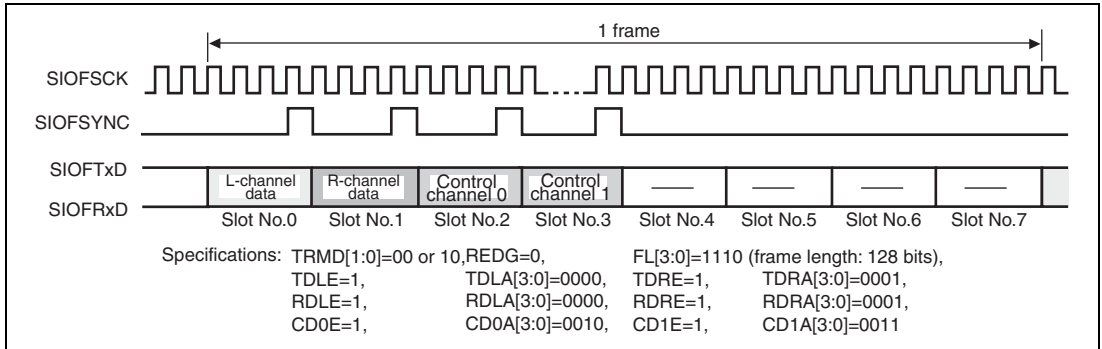 1 frame
SIOFSCK
SIOFSYNC
SIOFTxD
SIOFRxD
L-channel data
R-channel data
Control channel 0
Control channel 1
Slot No.0 Slot No.1 Slot No.2 Slot No.3 Slot No.4 Slot No.5 Slot No.6 Slot No.7
Specifications: TRMD[1:0]=00 or 10,REDG=0, FL[3:0]=1110 (frame length: 128 bits),
TDLE=1, TDLA[3:0]=0000, TDRE=1, TDRA[3:0]=0001,
RDLE=1, RDLA[3:0]=0000, RDRE=1, RDRA[3:0]=0001,
CD0E=1, CD0A[3:0]=0010, CD1E=1, CD1A[3:0]=0011